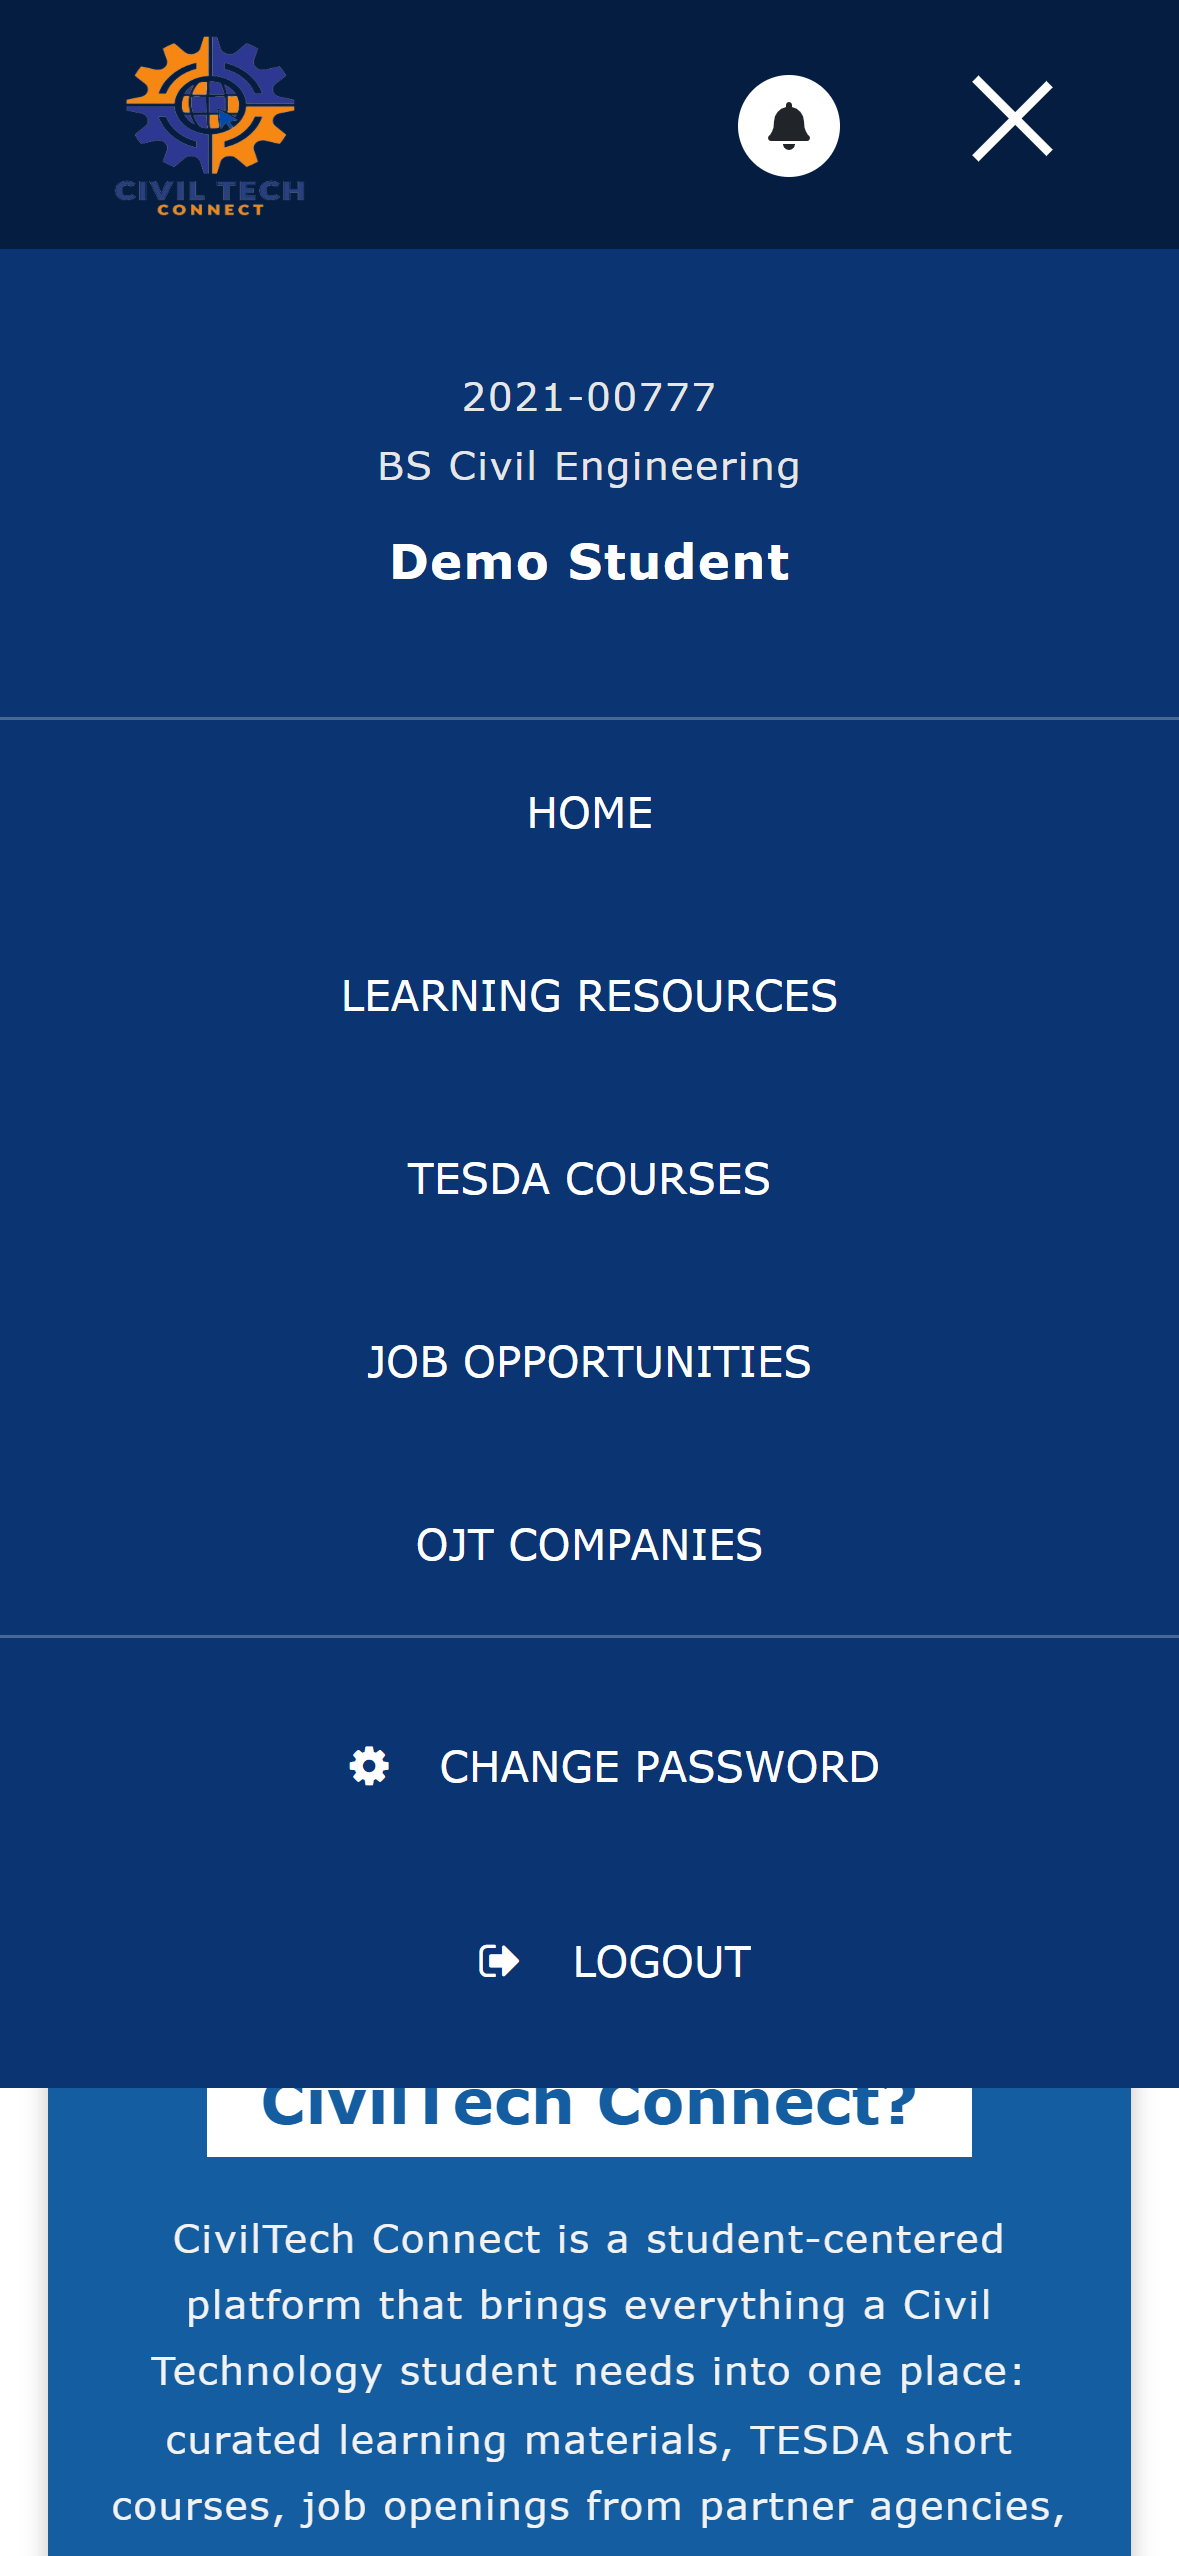 CIVIL TECH
CONNECT
2021-00777
BS Civil Engineering
Demo Student
HOME
LEARNING RESOURCES
TESDA COURSES
JOB OPPORTUNITIES
OJT COMPANIES
CHANGE PASSWORD
LOGOUT
CivilTech Connect?
CivilTech Connect is a student-centered
platform that brings everything a Civil
Technology student needs into one place:
curated learning materials, TESDA short
courses, job openings from partner agencies,